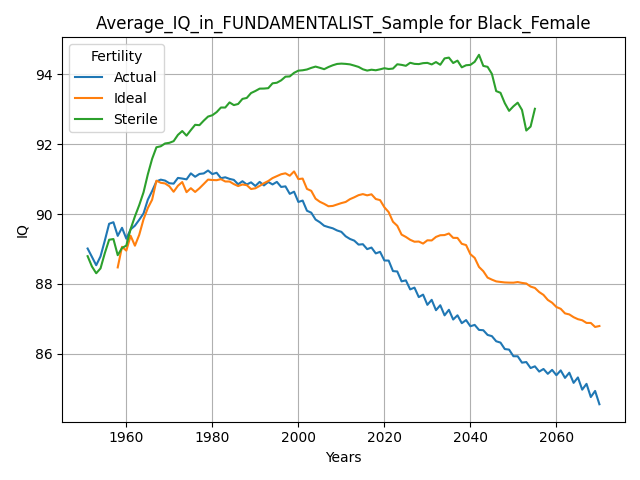 Average_IQ_in_FUNDAMENTALIST_Sample for Black_Female
Fertility
Actual
Ideal
Sterile
IQ
94
92
90
88
86
1960 1980 2000 2020 2040 2060
Years